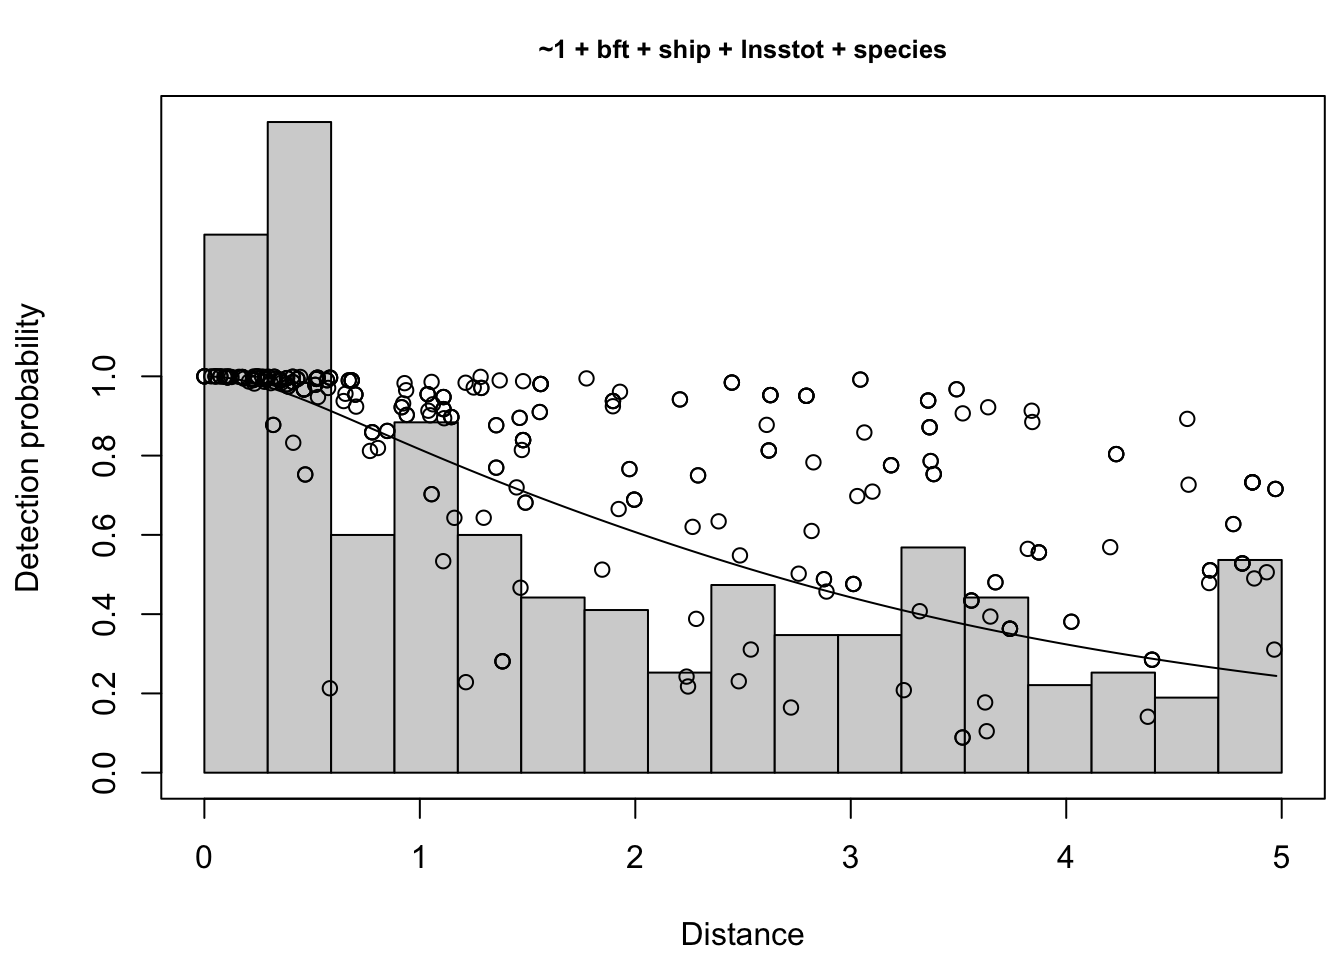 ~1 + bft + ship + lnsstot + species
Detection probability
1.0
0.8
0.6
0.4
0.2
0.0
0 1 2 3 4 5
Distance